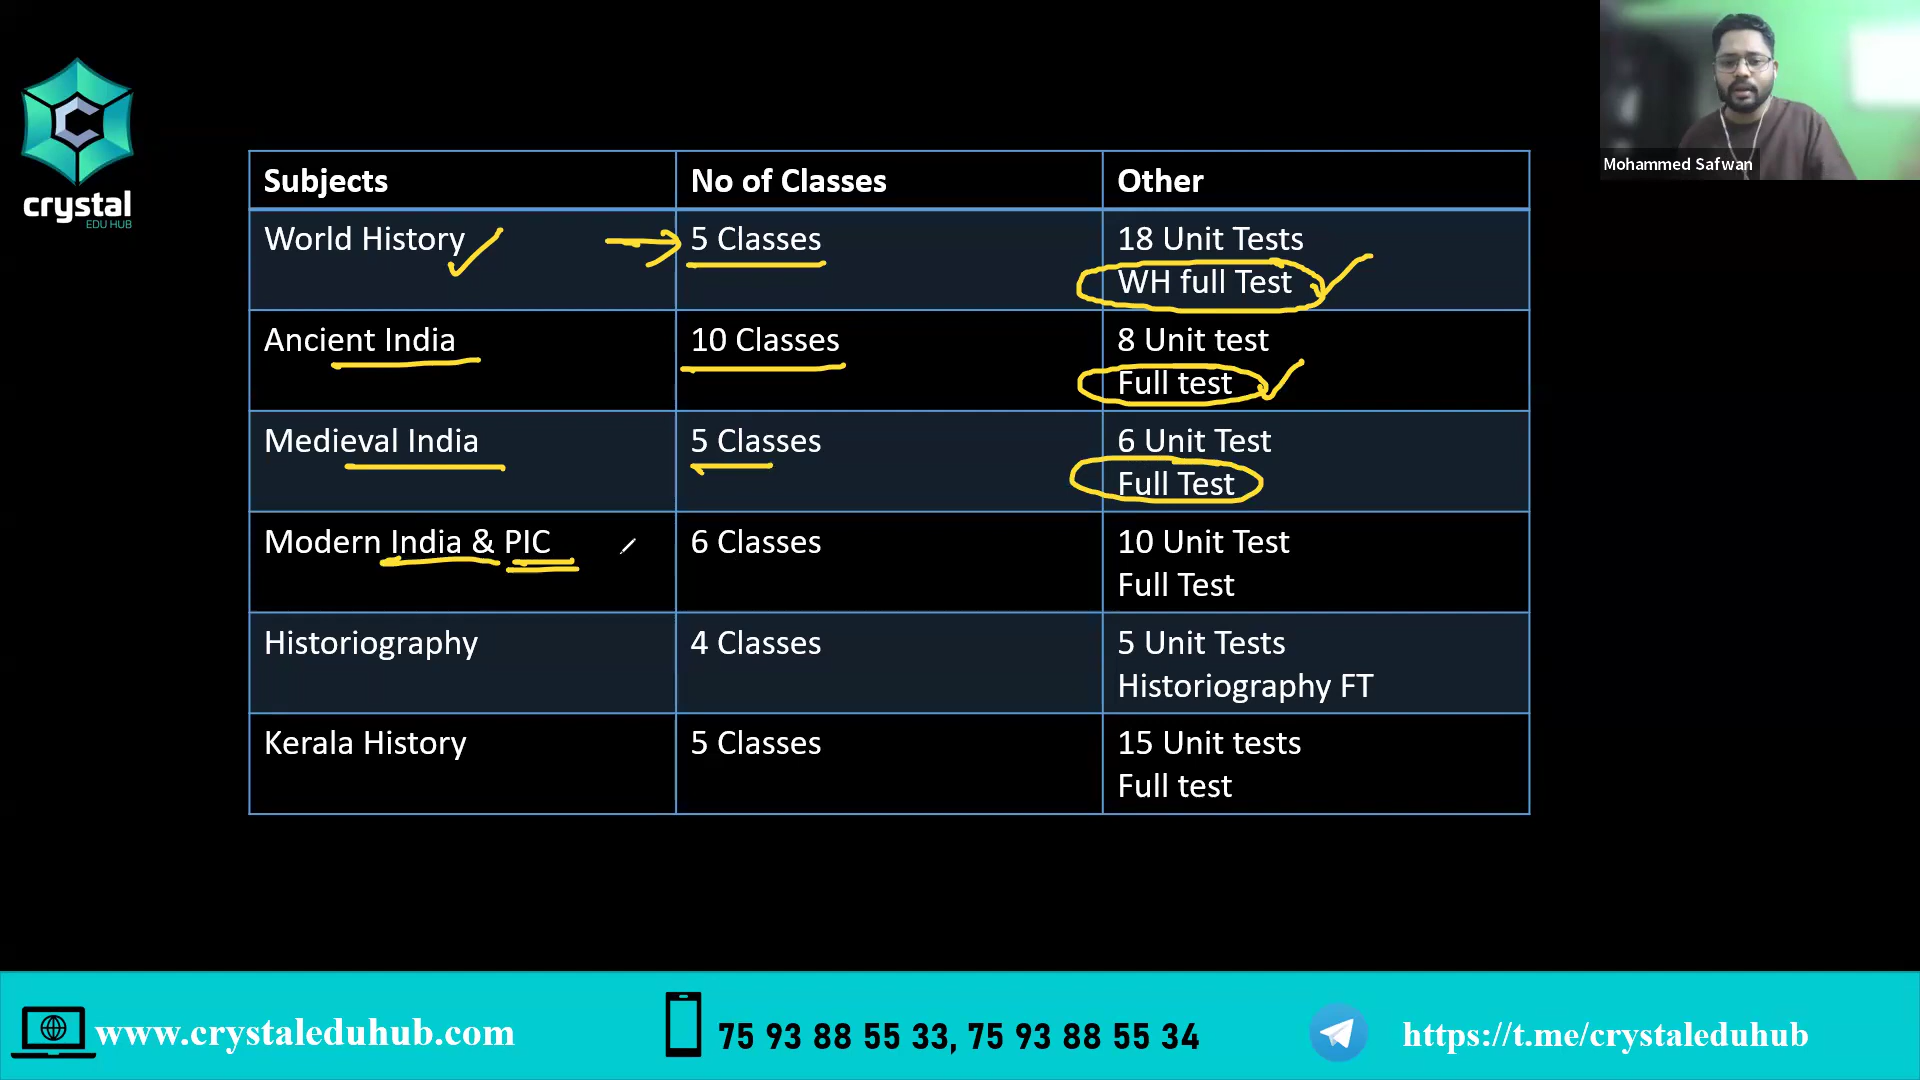 crystal
EDU HUB
Mohammed Safwan
Subjects
No of Classes
Other
World History
5 Classes
18 Unit Tests
WH full Test
Ancient India
10 Classes
8 Unit test
Full test
Medieval India
5 Classes
6 Unit Test
Full Test
Modern India & PIC
6 Classes
10 Unit Test
Full Test
Historiography
4 Classes
5 Unit Tests
Historiography FT
Kerala History
5 Classes
15 Unit tests
Full test
www.crystaleduhub.com
75 93 88 55 33, 75 93 88 55 34
https://t.me/crystaleduhub